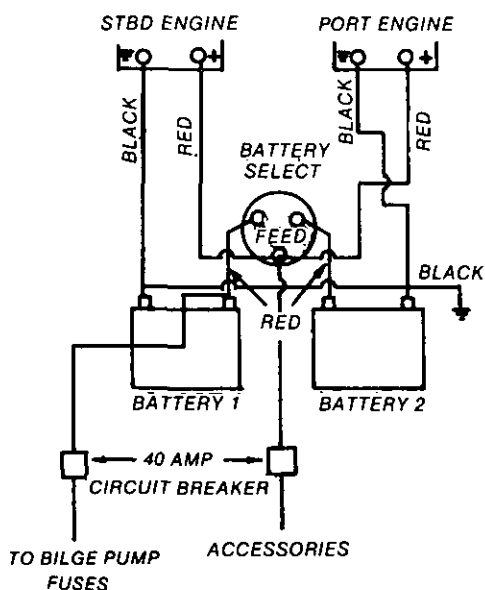 STBD ENGINE
PORT ENGINE
+
+
BLACK
RED
BLACK
RED
BATTERY
SELECT
FEED
BLACK
RED
BATTERY 1
BATTERY 2
40 AMP
CIRCUIT BREAKER
TO BILGE PUMP
FUSES
ACCESSORIES